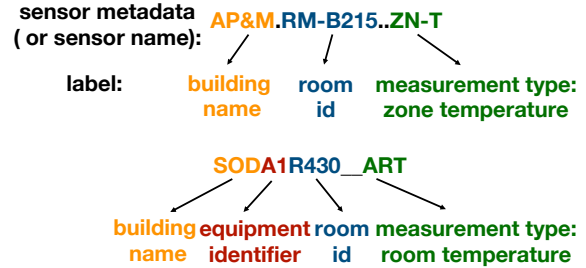 sensor metadata
( or sensor name): AP&M.RM-B215..ZN-T
label: building room measurement type:
name id zone temperature
SODA1R430__ART
building equipment room measurement type:
name identifier id room temperature